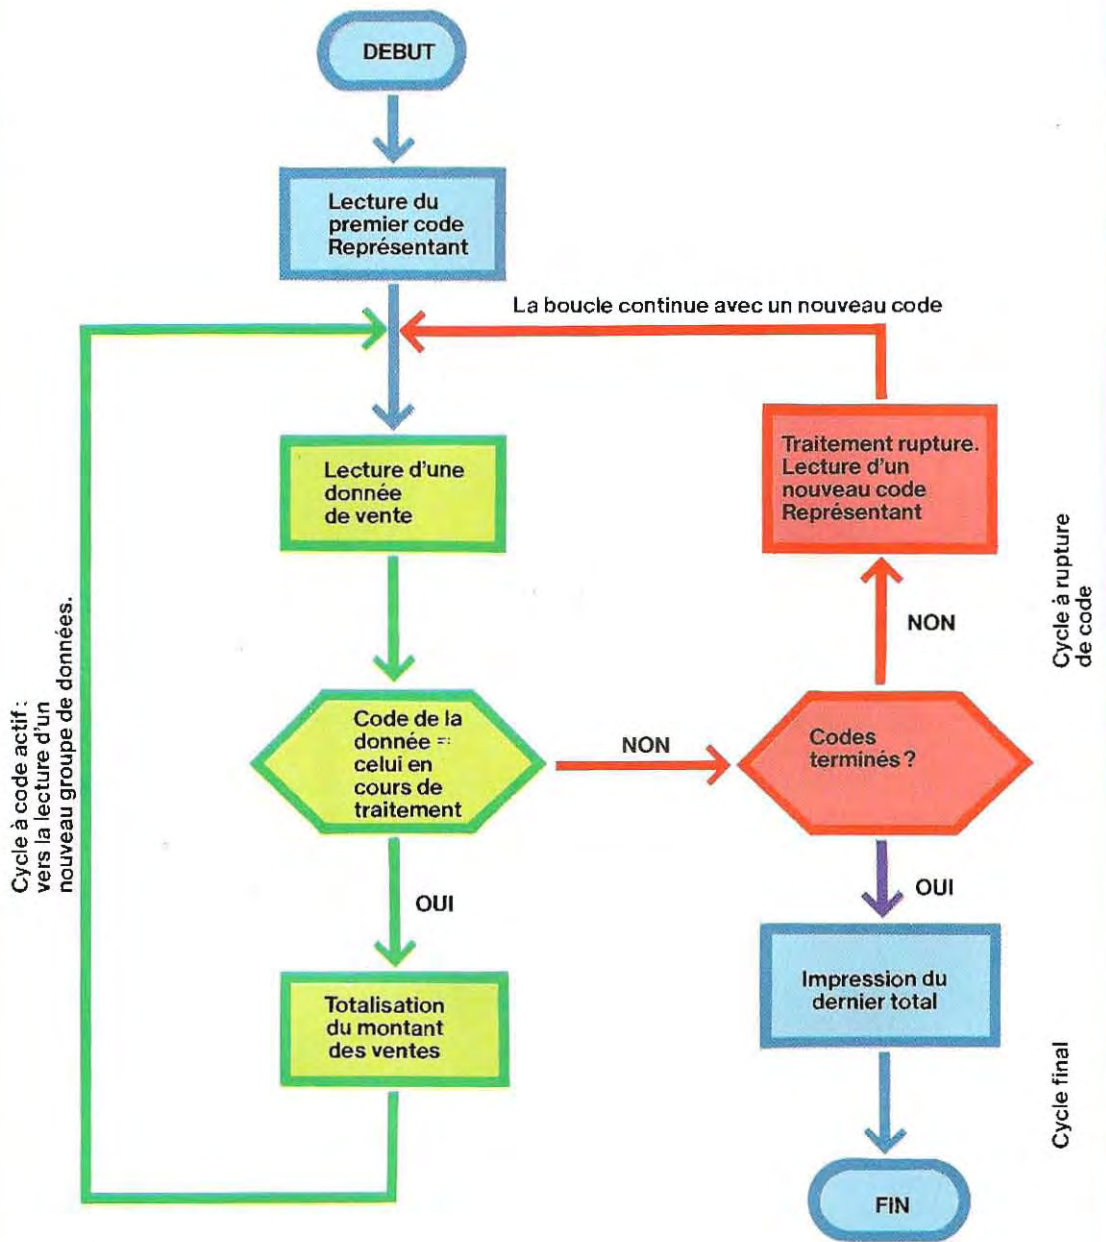 DEBUT
Lecture du
premier code
Représentant
La boucle continue avec un nouveau code
Lecture d'une
donnée
de vente
Traitement rupture.
Lecture d'un
nouveau code
Représentant
NON
Cycle à rupture
de code
Cycle à code actif :
vers la lecture d'un
nouveau groupe de données.
Code de la
donnée =
celui en
cours de
traitement
NON
Codes
terminés ?
OUI
OUI
Totalisation
du montant
des ventes
Impression du
dernier total
Cycle final
FIN